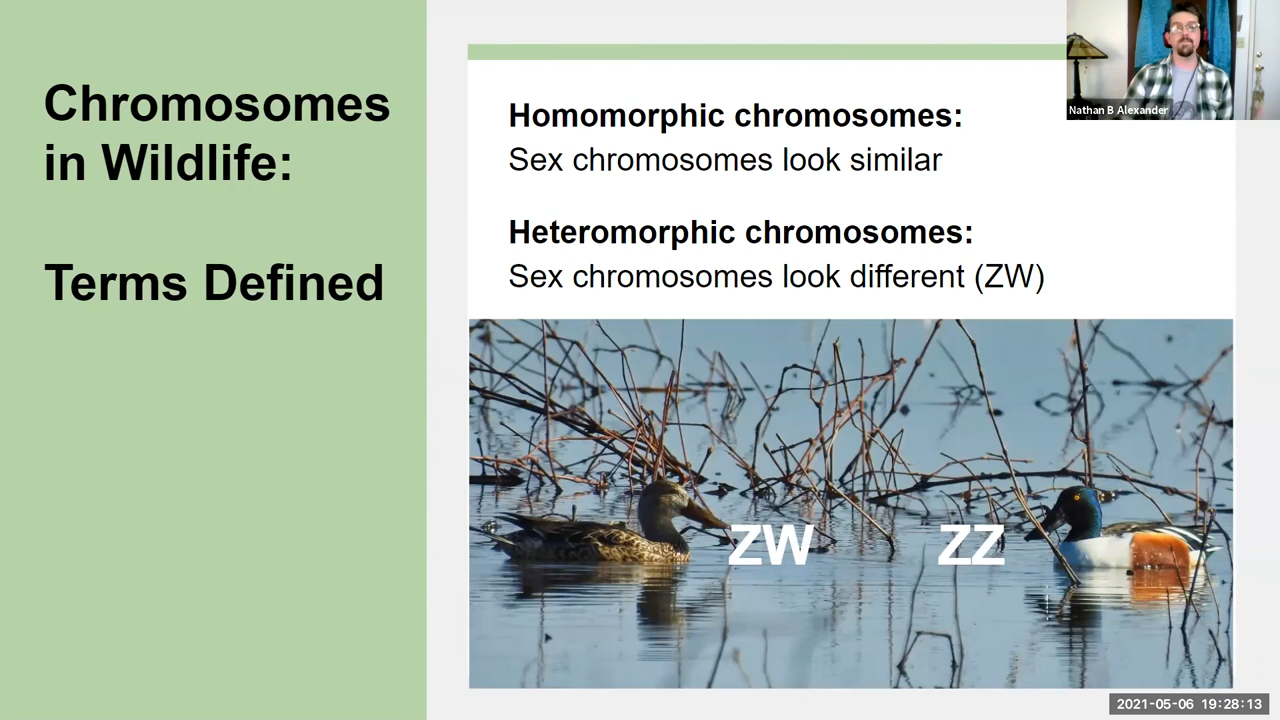 Chromosomes
in Wildlife:
Terms Defined
Homomorphic chromosomes:
Sex chromosomes look similar
Heteromorphic chromosomes:
Sex chromosomes look different (ZW)
ZW
ZZ
Nathan B Alexander
2021-05-06 19:28:13